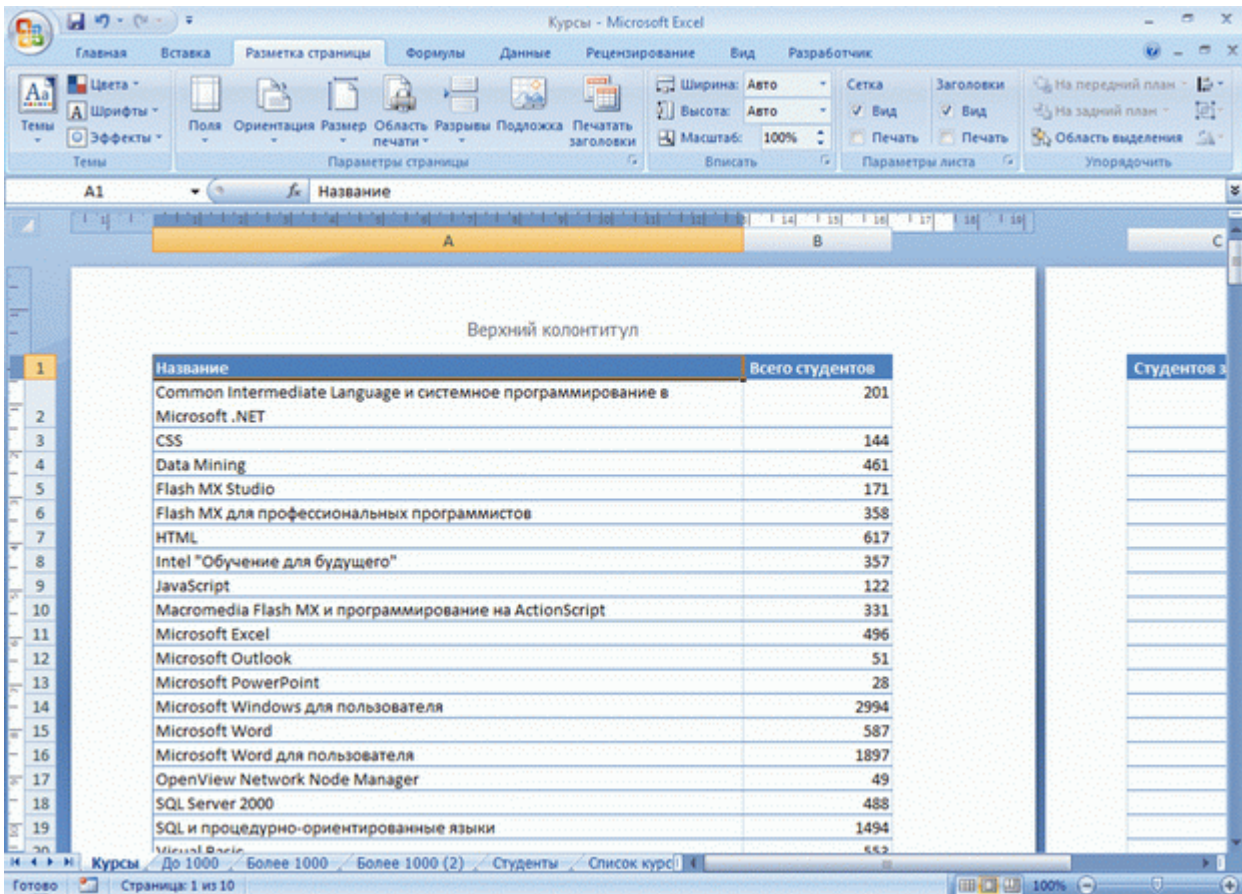 Курсы - Microsoft Excel
Главная Вставка Разметка страницы Формулы Данные Рецензирование Вид Разработчик
Цвета Ширина: Авто Сетка Заголовки На передний план
Шрифты Высота: Авто Вид Вид На задний план
Темы Эффекты Поля Ориентация Размер Область печати Разрывы Подложка Печатать заголовки Масштаб: 100% Печать Печать Область выделения
Темы Параметры страницы Вписать Параметры листа Упорядочить
A1 fx Название
A B C
Верхний колонтитул
1 Название Всего студентов Студентов з
Common Intermediate Language и системное программирование в 201
2 Microsoft .NET
3 CSS 144
4 Data Mining 461
5 Flash MX Studio 171
6 Flash MX для профессиональных программистов 358
7 HTML 617
8 Intel "Обучение для будущего" 357
9 JavaScript 122
10 Macromedia Flash MX и программирование на ActionScript 331
11 Microsoft Excel 496
12 Microsoft Outlook 51
13 Microsoft PowerPoint 28
14 Microsoft Windows для пользователя 2994
15 Microsoft Word 587
16 Microsoft Word для пользователя 1897
17 OpenView Network Node Manager 49
18 SQL Server 2000 488
19 SQL и процедурно-ориентированные языки 1494
20 Visual Basic 552
Курсы До 1000 Более 1000 Более 1000 (2) Студенты Список курс
Готово Страница: 1 из 10 100%